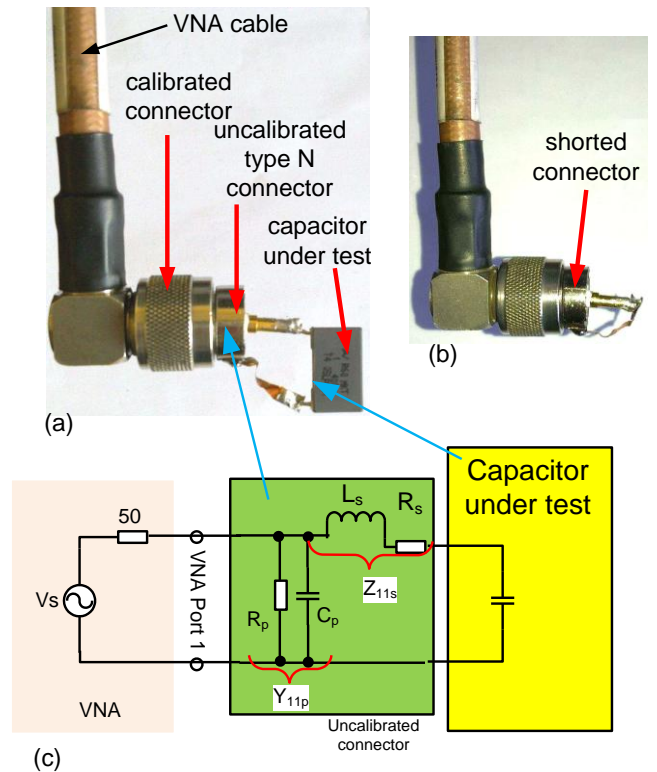 VNA cable
calibrated
connector
uncalibrated
type N
connector
capacitor
under test
(a)
shorted
connector
(b)
Capacitor
under test
50
Vs
VNA Port 1
VNA
Ls
Rs
Z11s
Rp
Cp
Y11p
Uncalibrated
connector
(c)